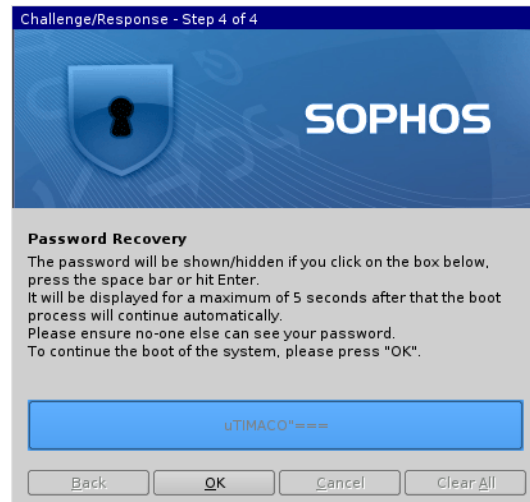 Challenge/Response - Step 4 of 4
SOPHOS
Password Recovery
The password will be shown/hidden if you click on the box below,
press the space bar or hit Enter.
It will be displayed for a maximum of 5 seconds after that the boot
process will continue automatically.
Please ensure no-one else can see your password.
To continue the boot of the system, please press "OK".
uTIMACO"===
Back OK Cancel Clear All